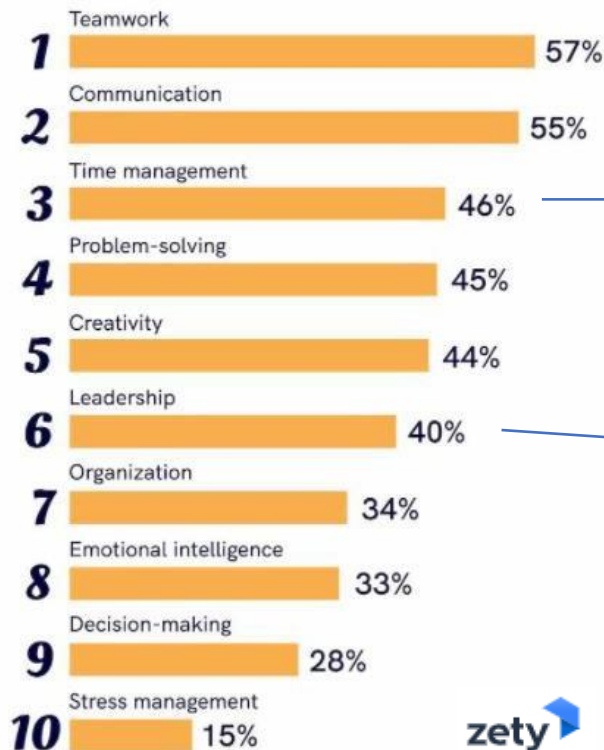 Teamwork
1 57%
Communication
2 55%
Time management
3 46%
Problem-solving
4 45%
Creativity
5 44%
Leadership
6 40%
Organization
7 34%
Emotional intelligence
8 33%
Decision-making
9 28%
Stress management
10 15%
zety